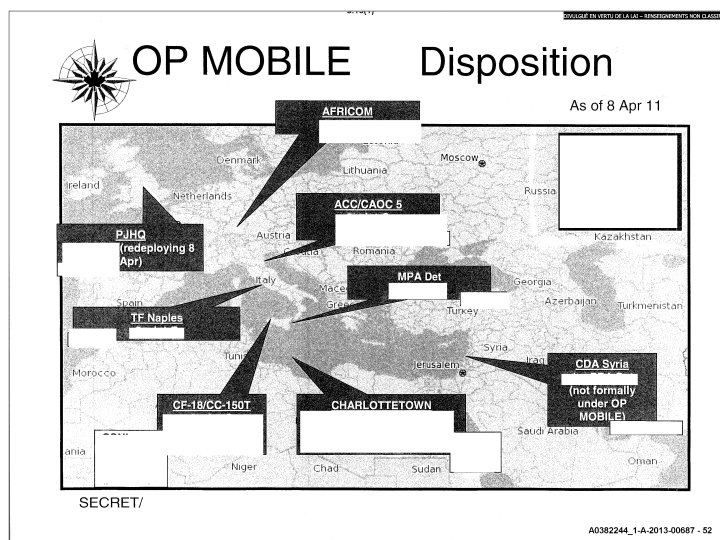 DIVULGUÉ EN VERTU DE LA LAI – RENSEIGNEMENTS NON CLASSI
OP MOBILE Disposition
As of 8 Apr 11
AFRICOM
Denmark
Lithuania
Moscow
Ireland
Netherlands
Russia
ACC/CAOC 5
PJHQ
(redeploying 8
Apr)
Austria
Croatia
Romania
Kazakhstan
Italy
MPA Det
Georgia
Spain
Turkey
Azerbaijan
Turkmenistan
TF Naples
Syria
Jerusalem
Iraq
Morocco
CDA Syria
(not formally
under OP
MOBILE)
CF-18/CC-150T
CHARLOTTETOWN
Saudi Arabia
Niger
Chad
Sudan
Oman
SECRET/
A0382244_1-A-2013-00687 - 52